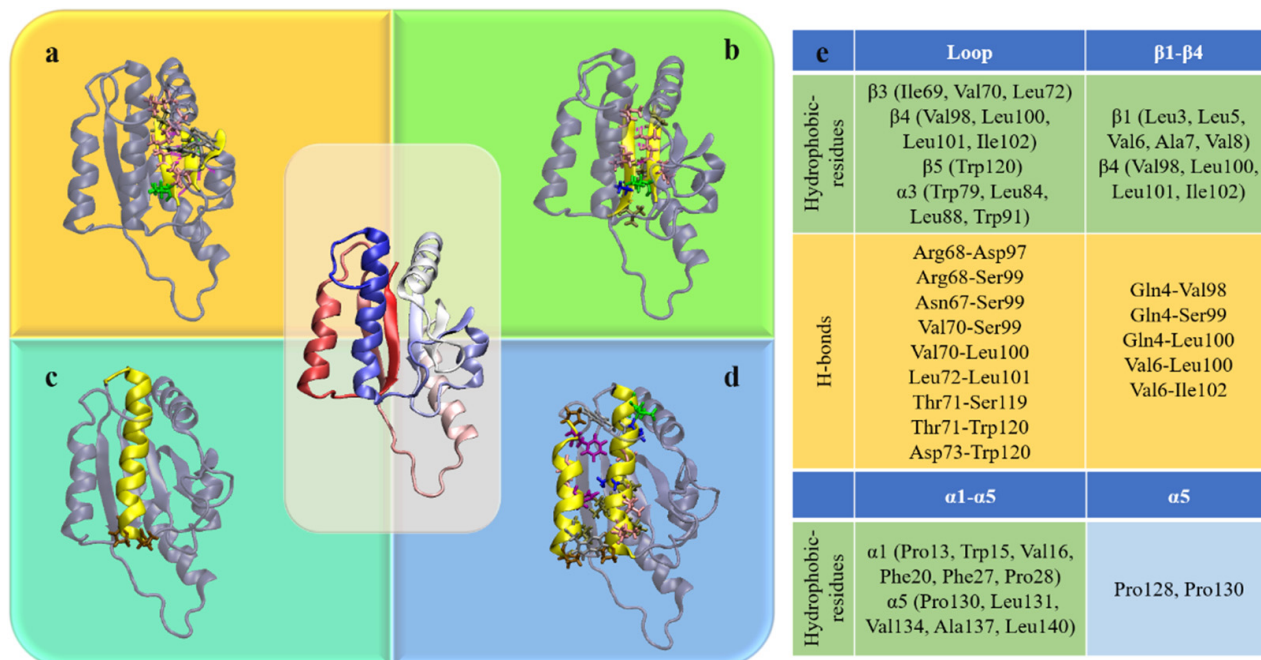 a
b
c
d
e
Loop
β1-β4
Hydrophobic-
residues
β3 (Ile69, Val70, Leu72)
β4 (Val98, Leu100,
Leu101, Ile102)
β5 (Trp120)
α3 (Trp79, Leu84,
Leu88, Trp91)
β1 (Leu3, Leu5,
Val6, Ala7, Val8)
β4 (Val98, Leu100,
Leu101, Ile102)
H-bonds
Arg68-Asp97
Arg68-Ser99
Asn67-Ser99
Val70-Ser99
Val70-Leu100
Leu72-Leu101
Thr71-Ser119
Thr71-Trp120
Asp73-Trp120
Gln4-Val98
Gln4-Ser99
Gln4-Leu100
Val6-Leu100
Val6-Ile102
α1-α5
α5
Hydrophobic-
residues
α1 (Pro13, Trp15, Val16,
Phe20, Phe27, Pro28)
α5 (Pro130, Leu131,
Val134, Ala137, Leu140)
Pro128, Pro130